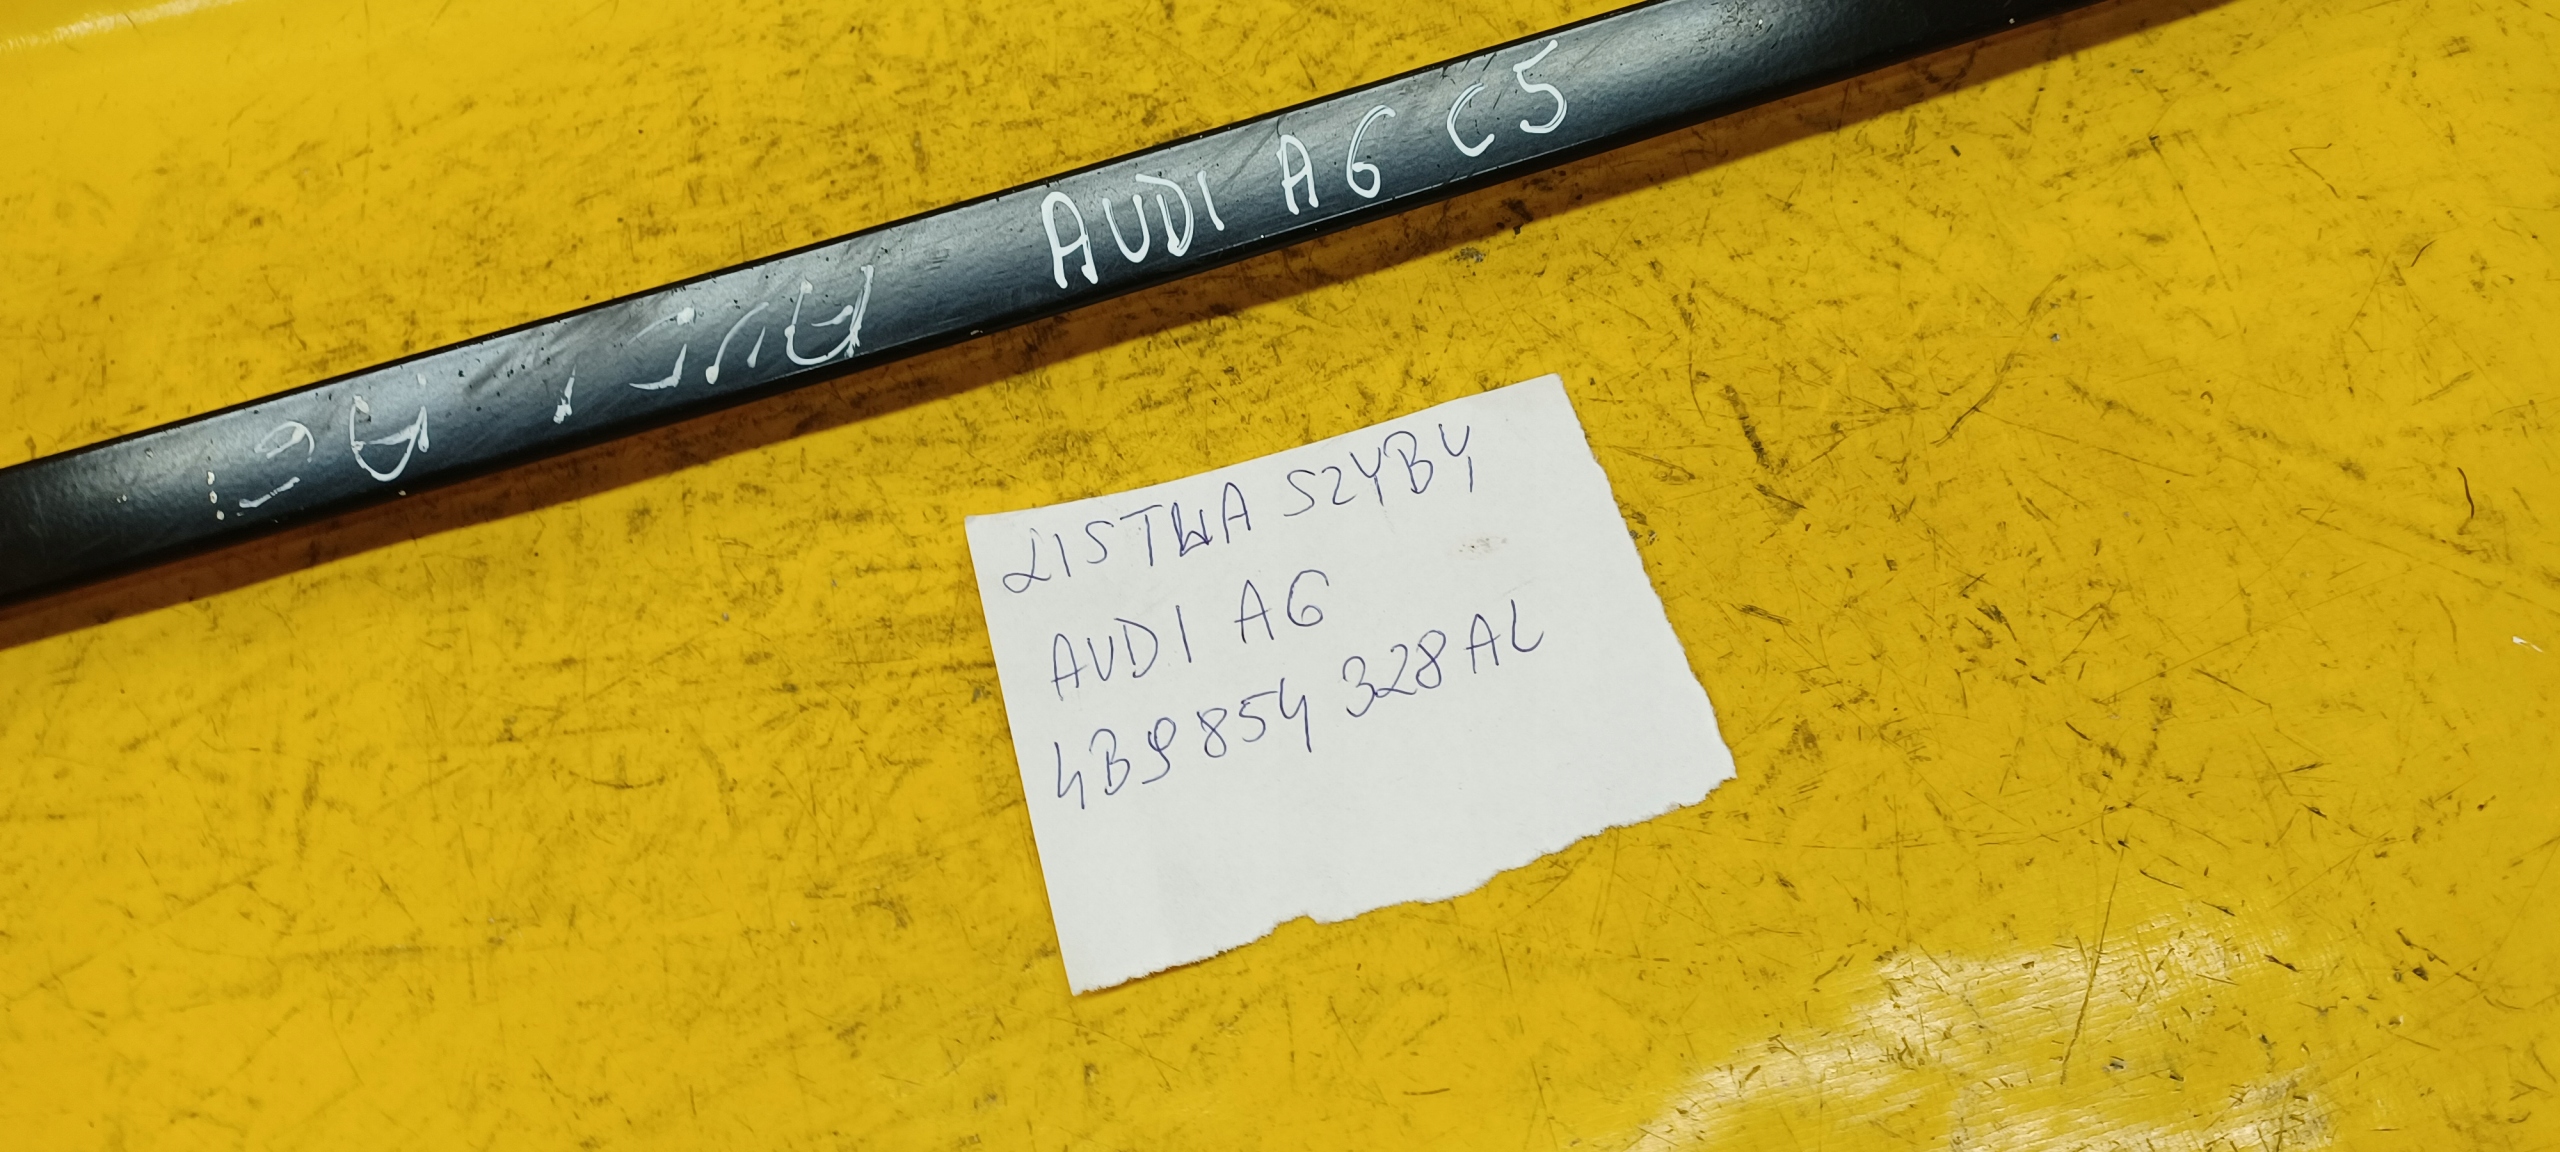 AUDI A6 C5
LISTWA SZYBY
AUDI A6
4B9 854 328 AL